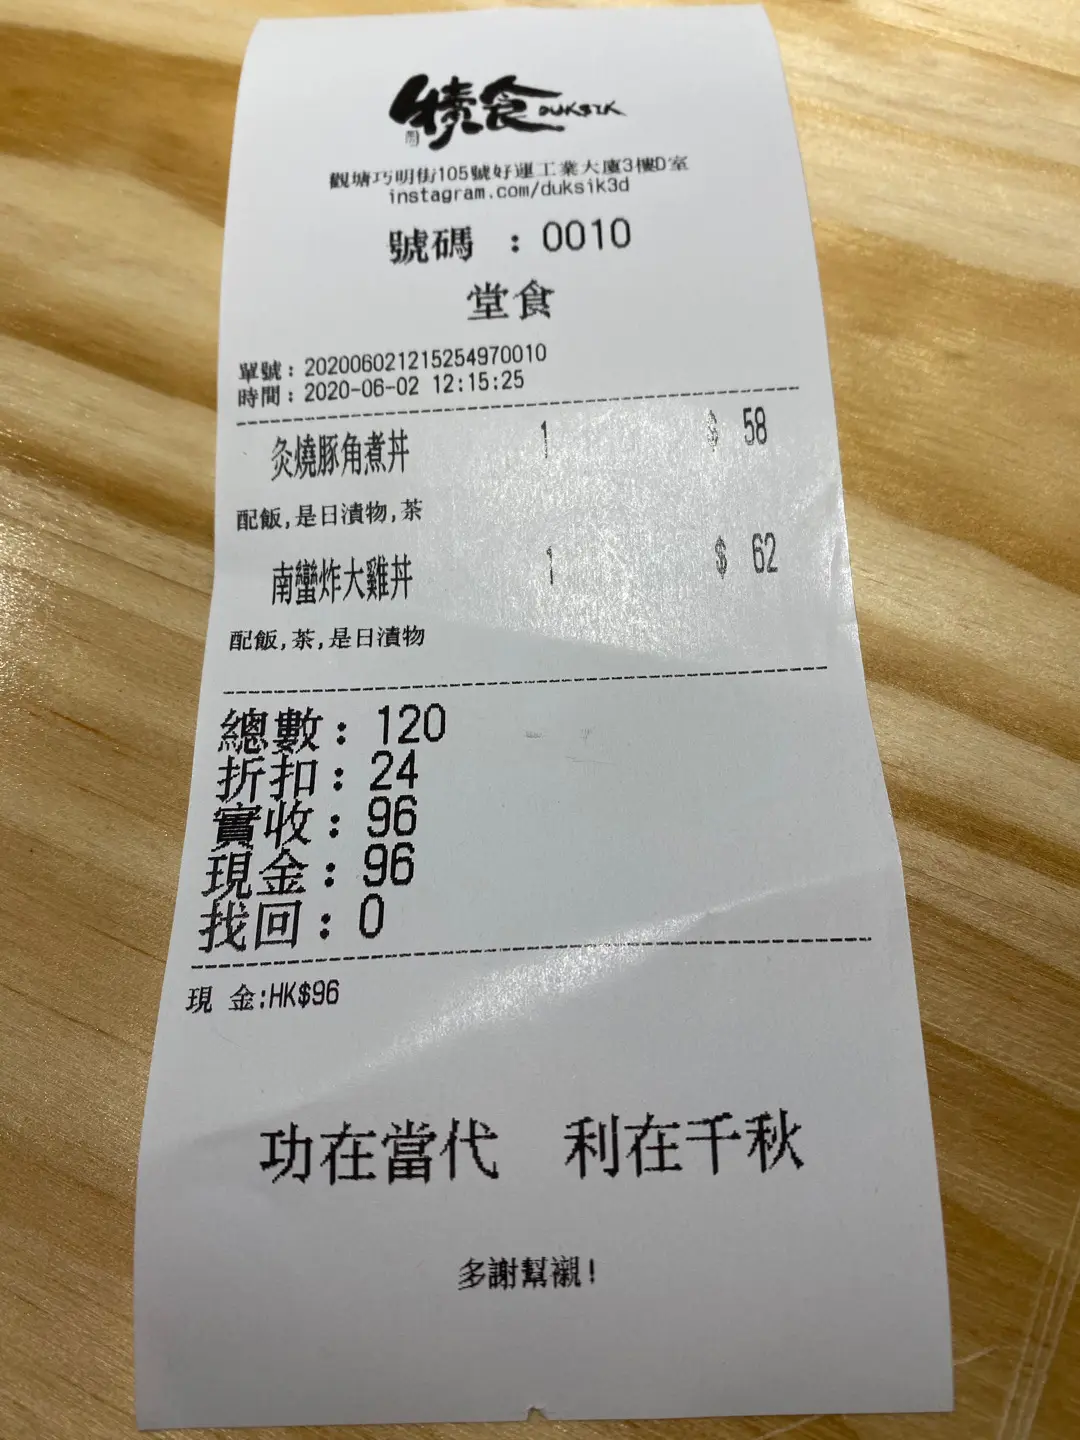 犢食 DUKSIK
觀塘巧明街105號好運工業大廈3樓D室
instagram.com/duksik3d
號碼 : 0010
堂食
單號: 202006021215254970010
時間: 2020-06-02 12:15:25
炙燒豚角煮丼 1 $ 58
配飯,是日漬物,茶
南蠻炸大雞丼 1 $ 62
配飯,茶,是日漬物
總數: 120
折扣: 24
實收: 96
現金: 96
找回: 0
現 金:HK$96
功在當代 利在千秋
多謝幫襯!